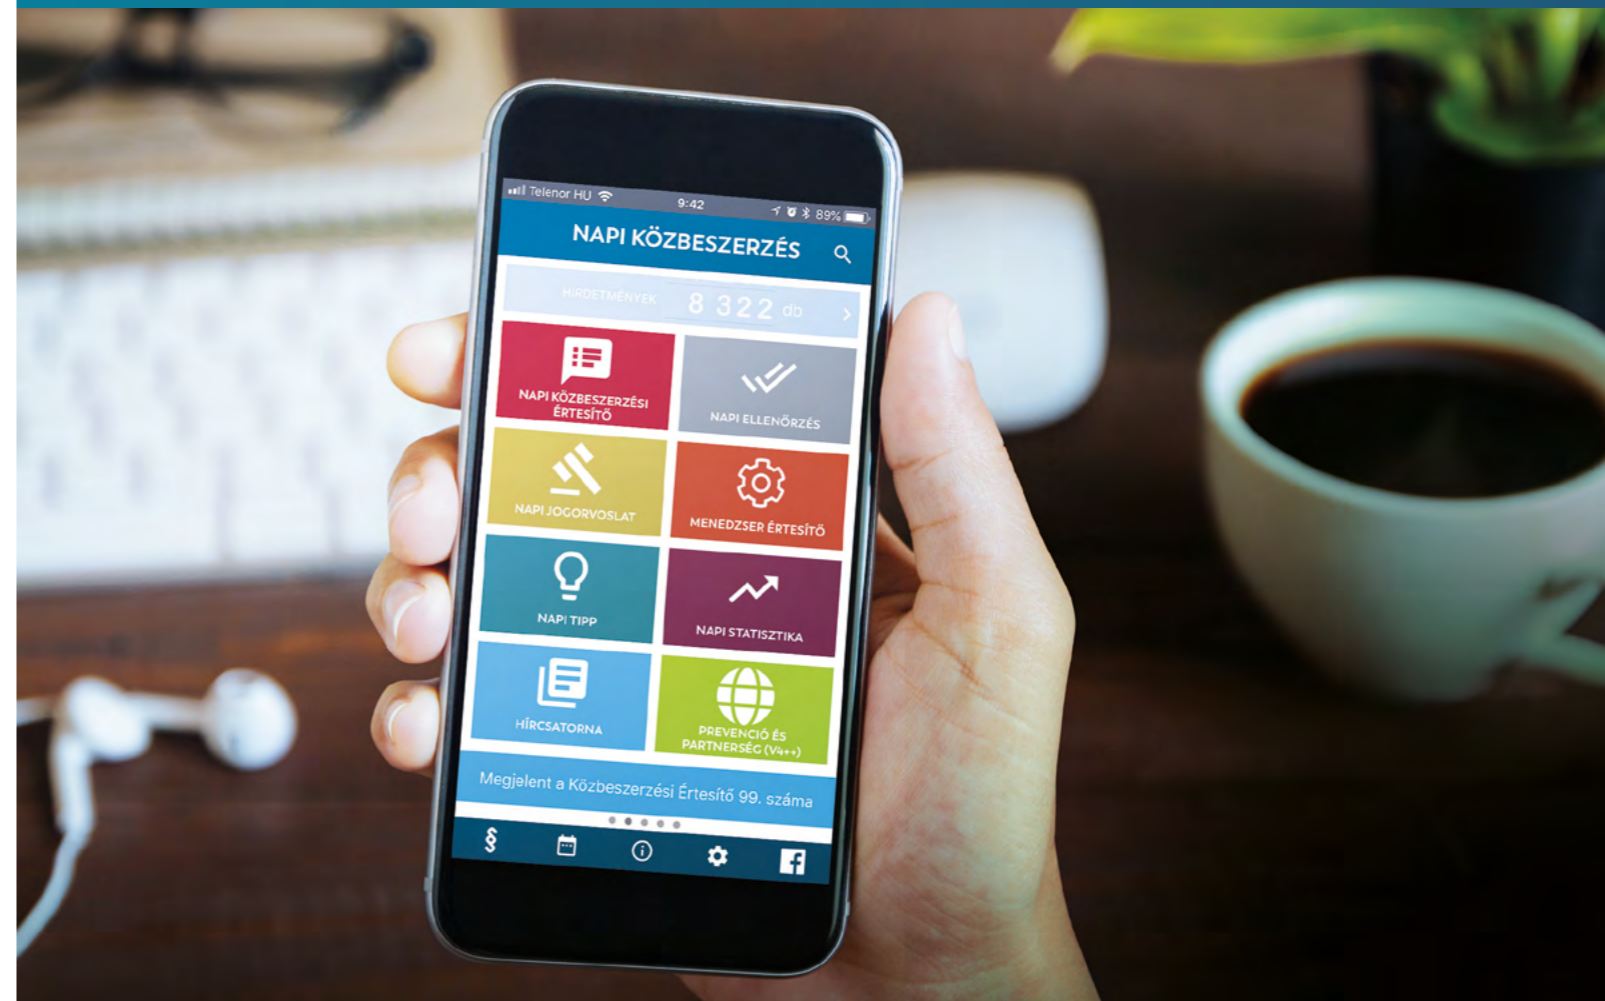 Telenor HU
9:42
89%
NAPI KÖZBESZERZÉS
HIRDETMÉNYEK 8 322 db
NAPI KÖZBESZERZÉSI
ÉRTESÍTŐ
NAPI ELLENŐRZÉS
NAPI JOGORVOSLAT
MENEDZSER ÉRTESÍTŐ
NAPI TIPP
NAPI STATISZTIKA
HÍRCSATORNA
PREVENCIÓ ÉS
PARTNERSÉG (V4++)
Megjelent a Közbeszerzési Értesítő 99. száma
§
f